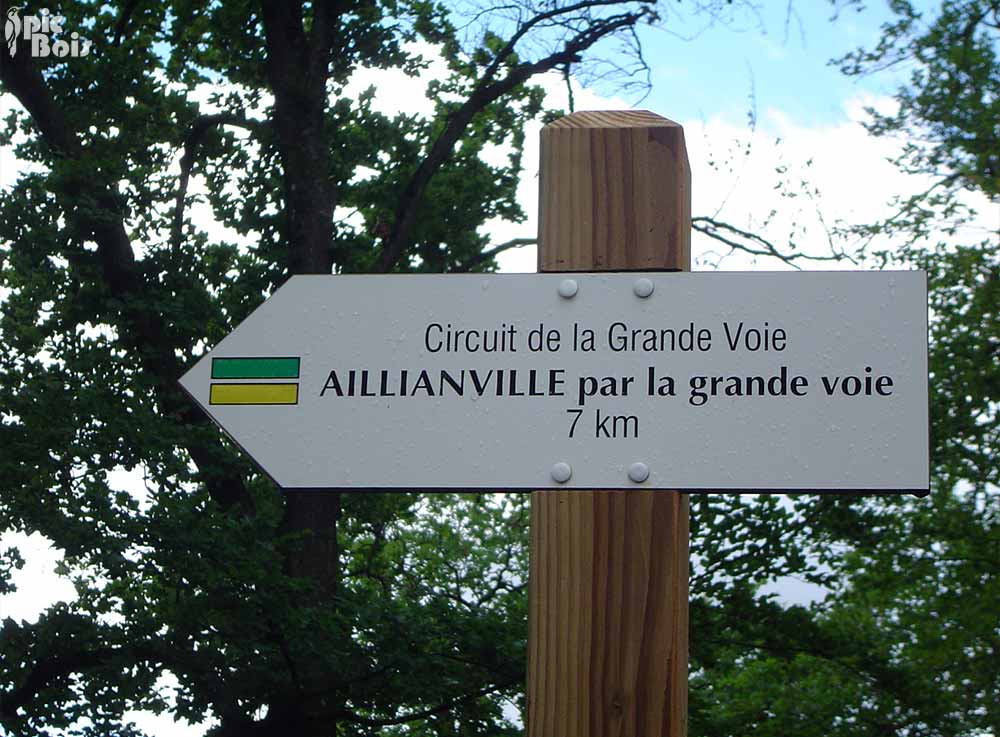 pic
Bois
Circuit de la Grande Voie
AILLIANVILLE par la grande voie
7 km